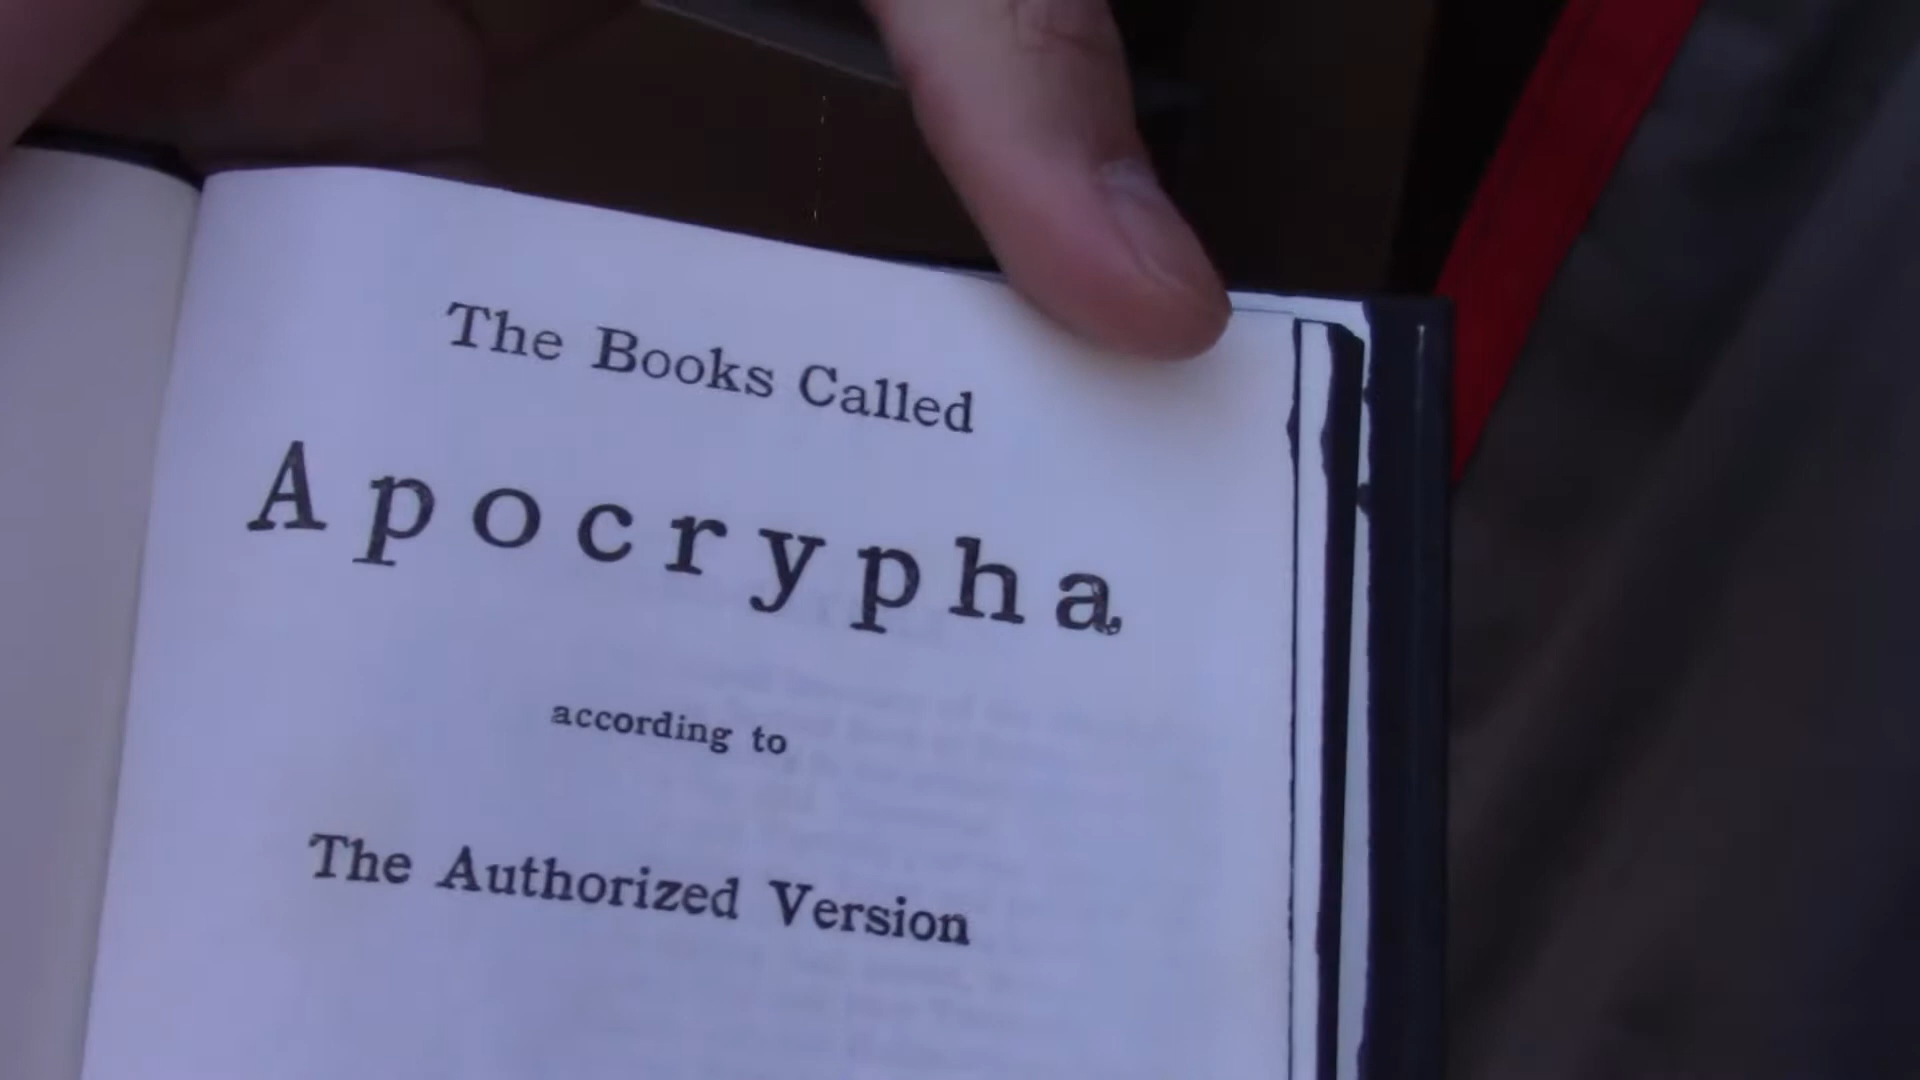 The Books Called
Apocrypha
according to
The Authorized Version